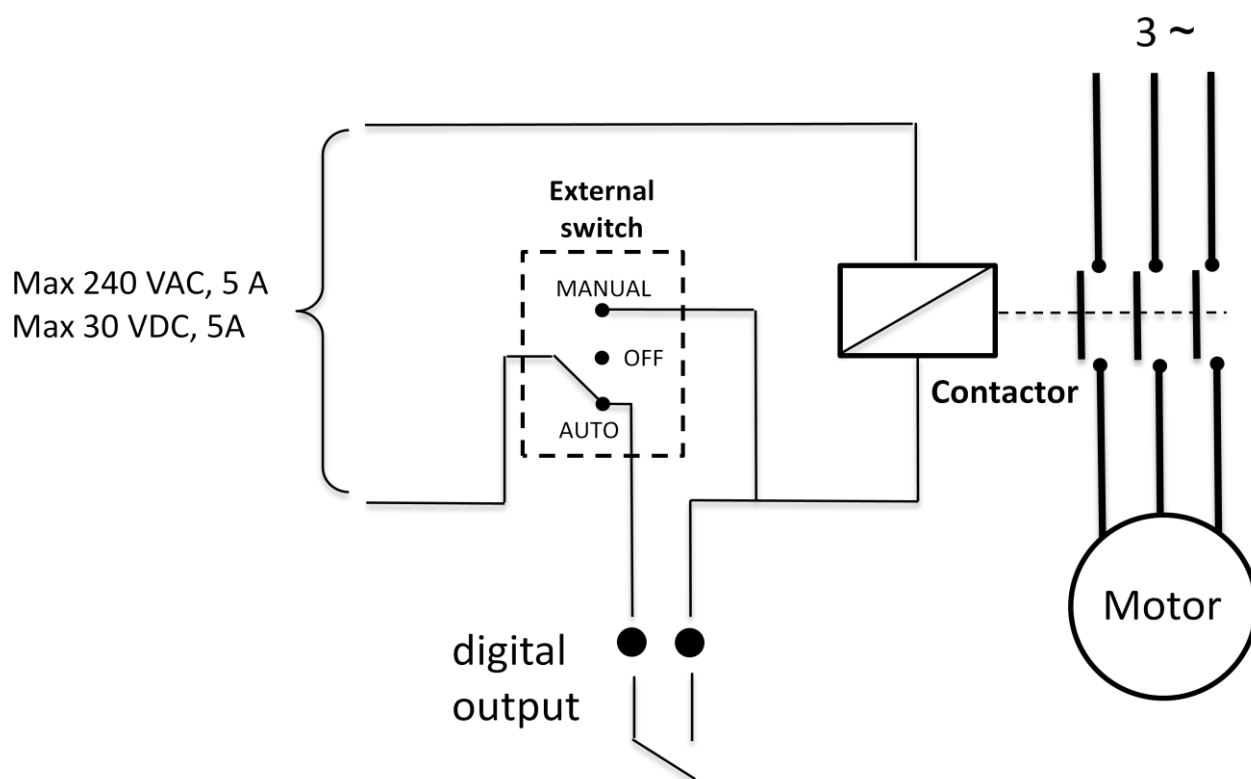 3 ~
External
switch
Max 240 VAC, 5 A
Max 30 VDC, 5A
MANUAL
OFF
AUTO
Contactor
digital
output
Motor